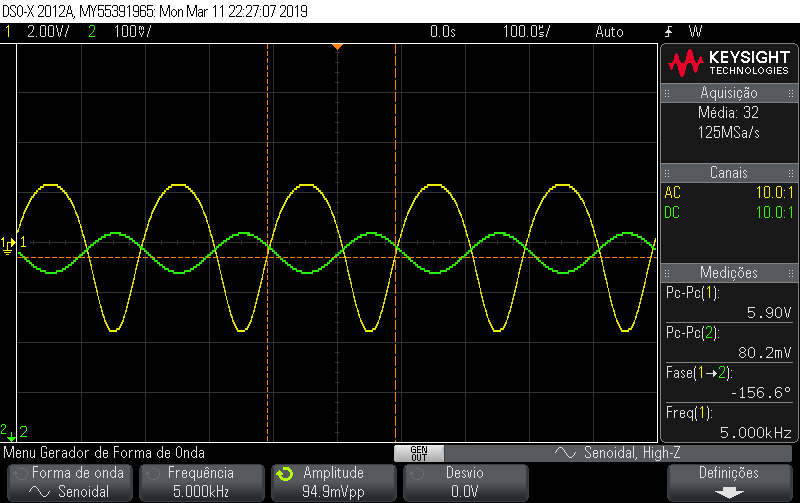 DSO-X 2012A, MY55391965: Mon Mar 11 22:27:07 2019
1 2.00V/ 2 100mV/ 0.0s 100.0us/ Auto W
KEYSIGHT
TECHNOLOGIES
Aquisição
Média: 32
125MSa/s
Canais
AC 10.0:1
DC 10.0:1
Medições
Pc-Pc(1):
5.90V
Pc-Pc(2):
80.2mV
Fase(1→2):
-156.6°
Freq(1):
5.000kHz
1 1
2 2
Menu Gerador de Forma de Onda
GEN
OUT
Senoidal, High-Z
Forma de onda
Senoidal
Frequência
5.000kHz
Amplitude
94.9mVpp
Desvio
0.0V
Definições